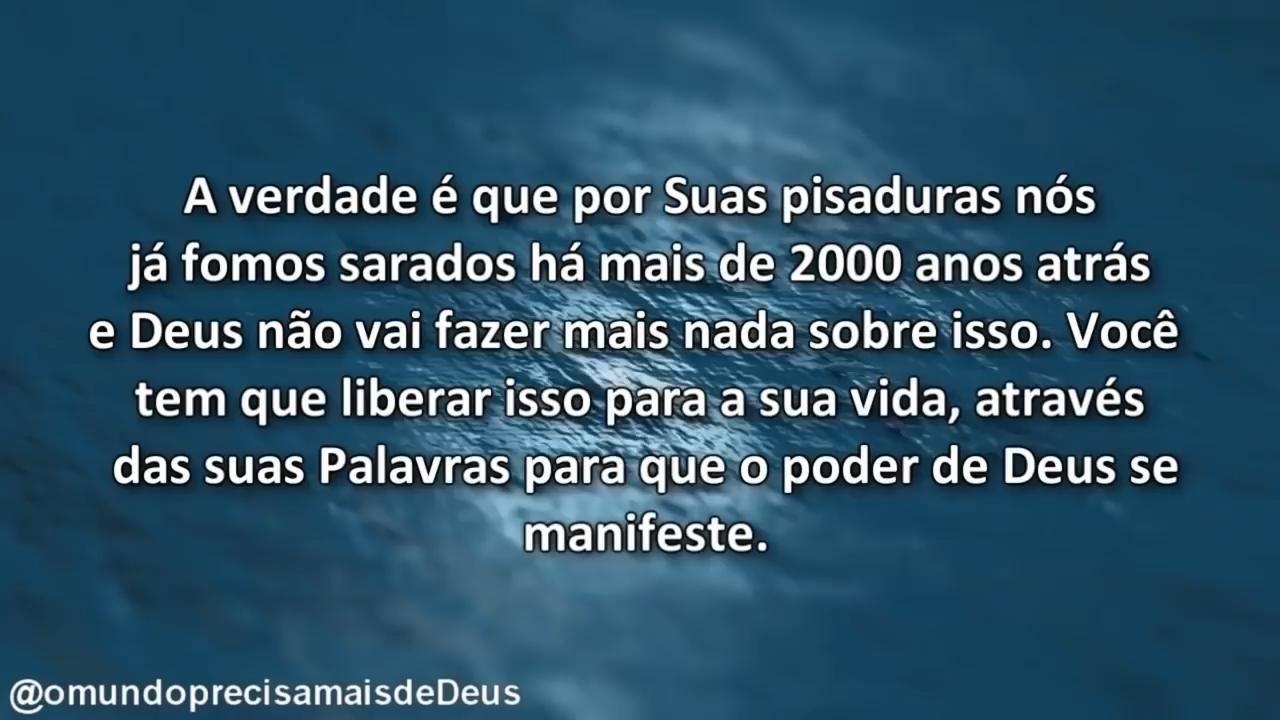 A verdade é que por Suas pisaduras nós
já fomos sarados há mais de 2000 anos atrás
e Deus não vai fazer mais nada sobre isso. Você
tem que liberar isso para a sua vida, através
das suas Palavras para que o poder de Deus se
manifeste.
@omundoprecisamaisdeDeus